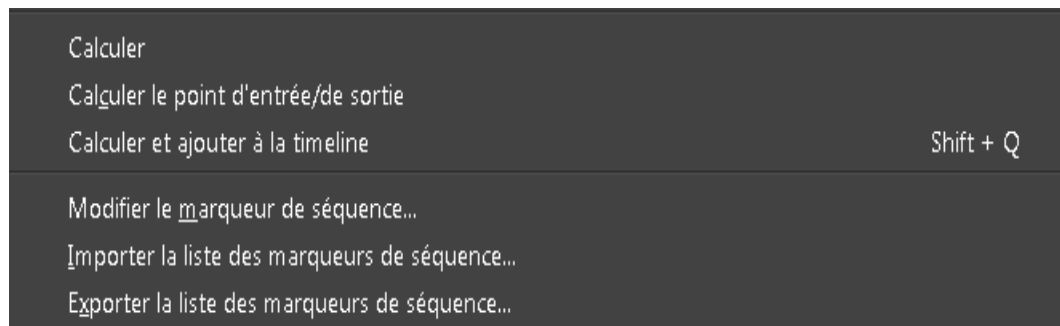 Calculer
Calculer le point d'entrée/de sortie
Calculer et ajouter à la timeline Shift + Q
Modifier le marqueur de séquence...
Importer la liste des marqueurs de séquence...
Exporter la liste des marqueurs de séquence...